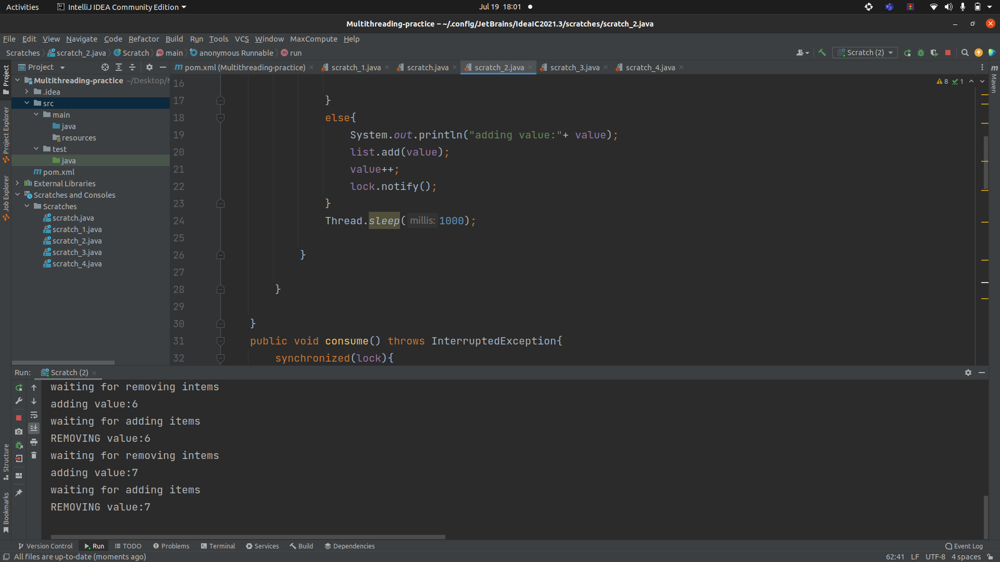 Activities IntelliJ IDEA Community Edition Jul 19 18:01
Multithreading-practice – ~/.config/JetBrains/IdeaIC2021.3/scratches/scratch_2.java
File Edit View Navigate Code Refactor Build Run Tools VCS Window MaxCompute Help
Scratches scratch_2.java Scratch main anonymous Runnable run Scratch (2)
Project pom.xml (Multithreading-practice) scratch_1.java scratch.java scratch_2.java scratch_3.java scratch_4.java
Multithreading-practice ~/Desktop/
.idea
src
main
java
resources
test
java
pom.xml
External Libraries
Scratches and Consoles
Scratches
scratch.java
scratch_1.java
scratch_2.java
scratch_3.java
scratch_4.java
Project
Project Explorer
Job Explorer
Structure
Bookmarks
m
Maven
8 1
16
17 }
18 else{
19 System.out.println("adding value:"+ value);
20 list.add(value);
21 value++;
22 lock.notify();
23 }
24 Thread.sleep( millis: 1000);
25
26 }
27
28 }
29
30 }
31 public void consume() throws InterruptedException{
32 synchronized(lock){
Run: Scratch (2)
waiting for removing intems
adding value:6
waiting for adding items
REMOVING value:6
waiting for removing intems
adding value:7
waiting for adding items
REMOVING value:7
Version Control Run TODO Problems Terminal Services Build Dependencies Event Log
All files are up-to-date (moments ago) 62:41 LF UTF-8 4 spaces